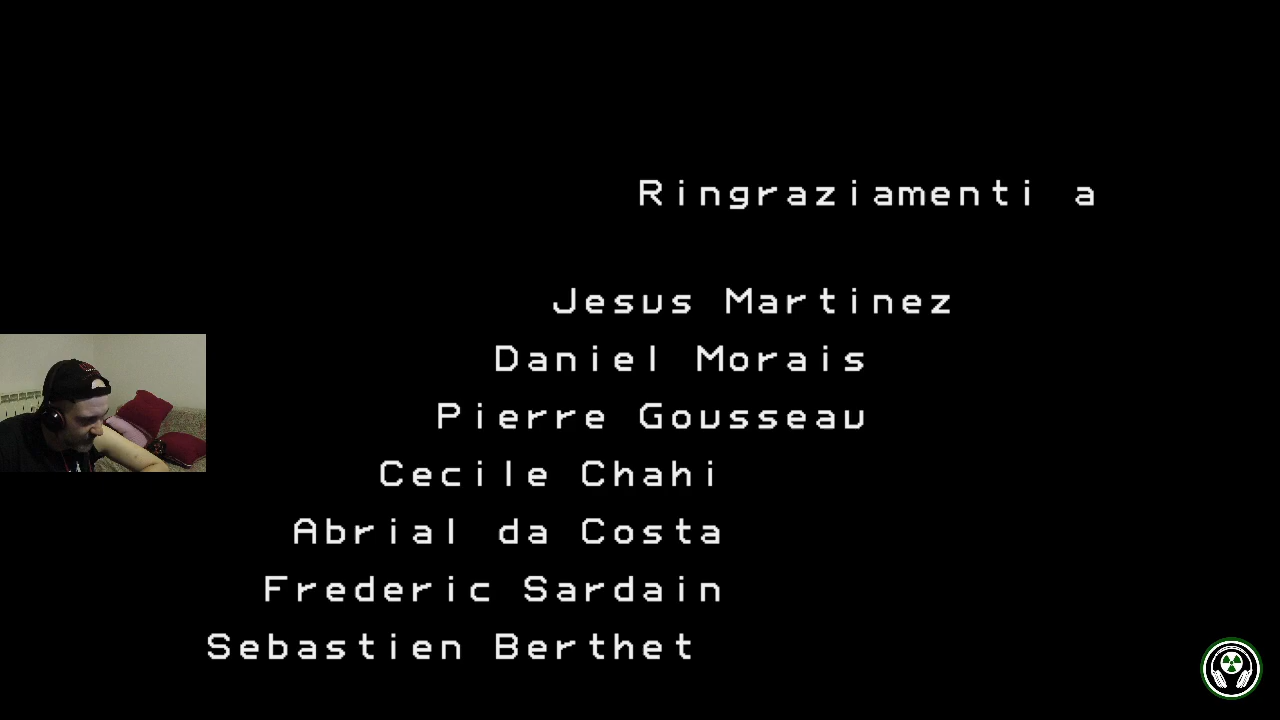 Ringraziamenti a
Jesus Martinez
Daniel Morais
Pierre Gousseau
Cecile Chahi
Abrial da Costa
Frederic Sardain
Sebastien Berthet